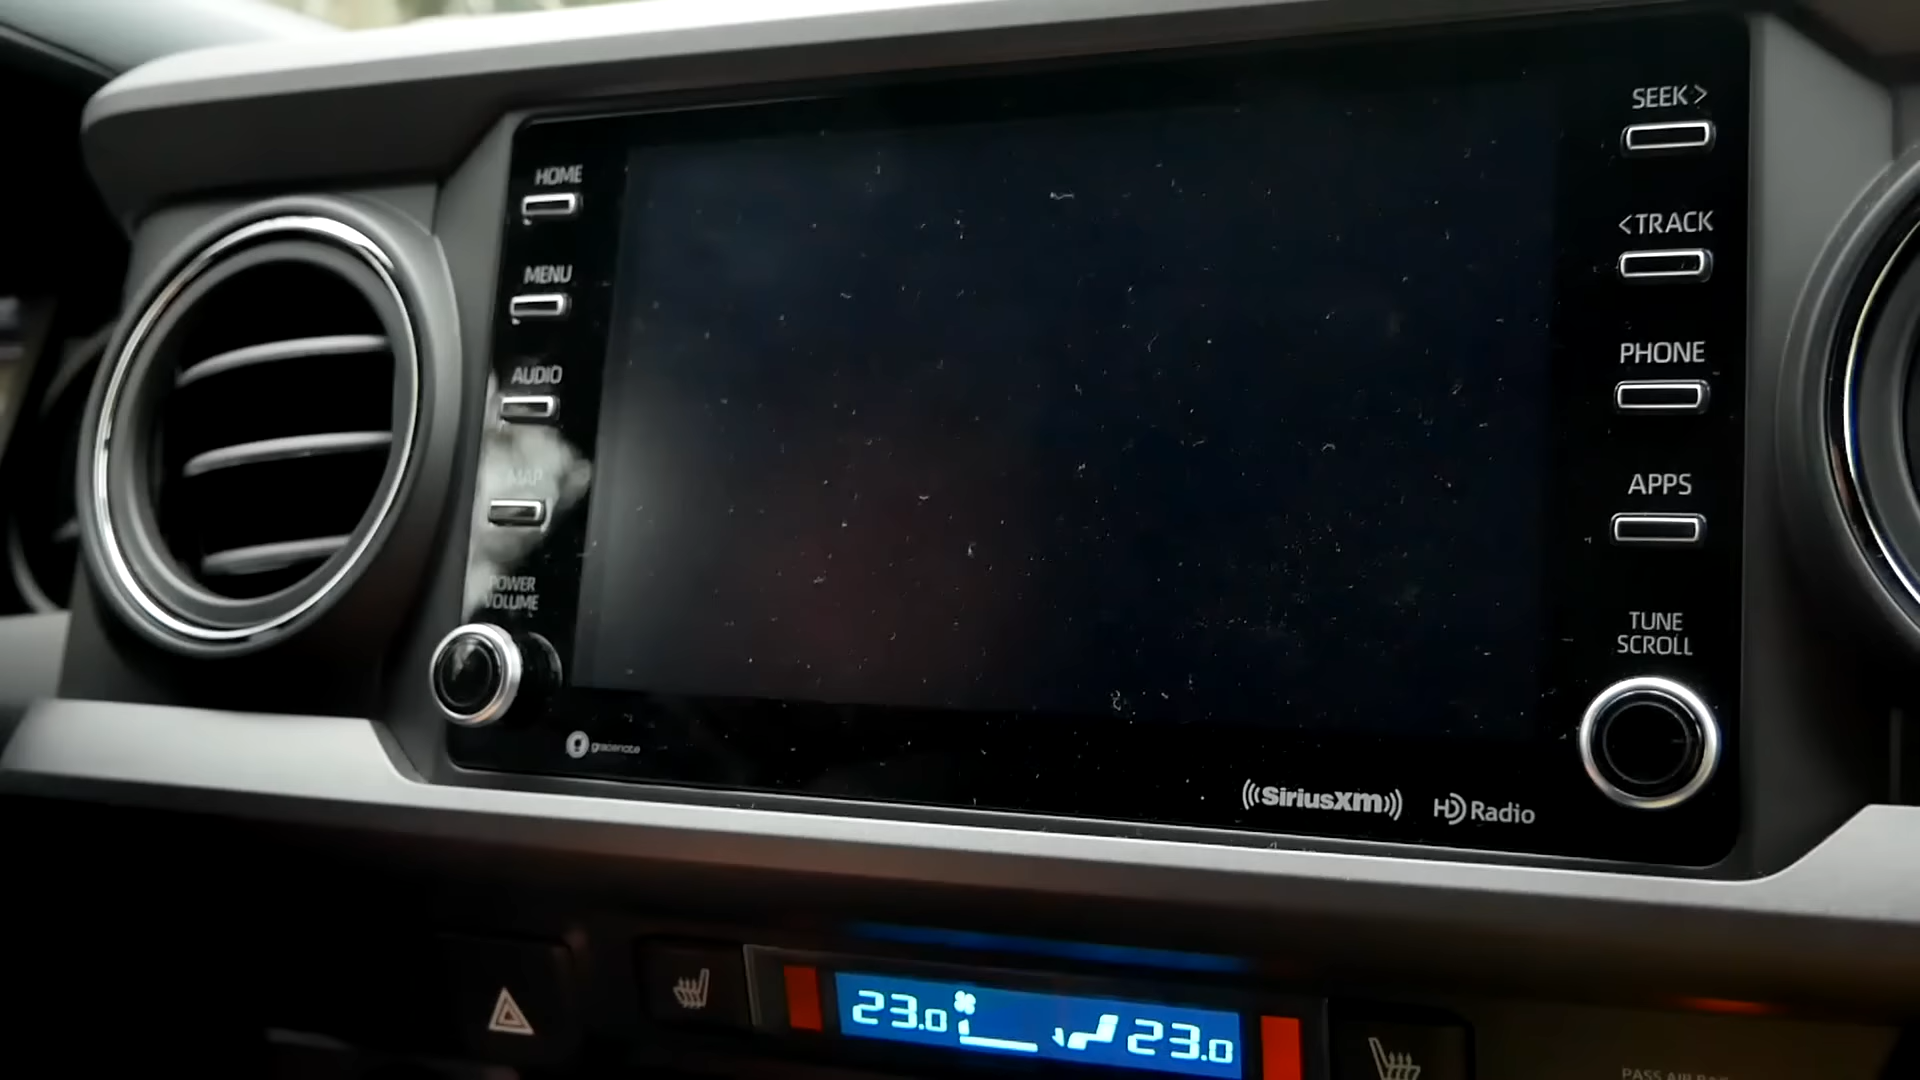 HOME
MENU
AUDIO
MAP
POWER
VOLUME
gracenote
SEEK>
<TRACK
PHONE
APPS
TUNE
SCROLL
((SiriusXM))
HD Radio
23.0
23.0